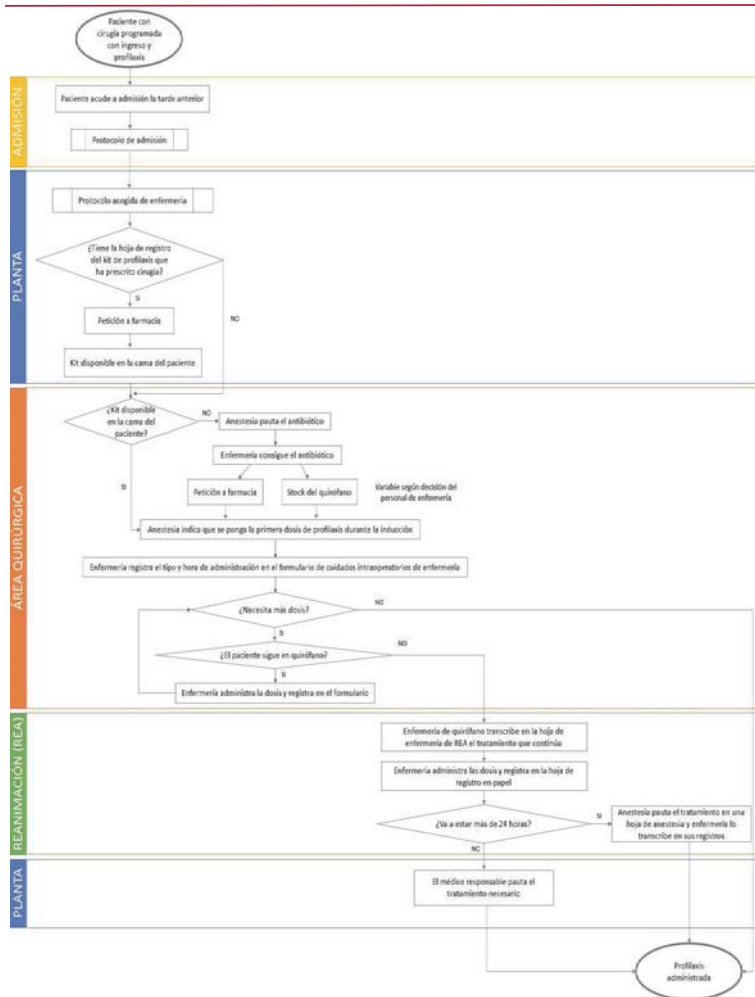 Paciente con
cirugía programada
con ingreso y
profilaxis
ADMISIÓN
Paciente acude a admisión la tarde anterior
Protocolo de admisión
PLANTA
Protocolo acogida de enfermería
¿Tiene la hoja de registro
del kit de profilaxis que
ha prescrito cirugía?
SI
NO
Petición a farmacia
Kit disponible en la cama del paciente
ÁREA QUIRÚRGICA
¿Kit disponible
en la cama del
paciente?
NO
Anestesia pauta el antibiótico
Enfermería consigue el antibiótico
SI
Petición a farmacia
Stock del quirófano
Variable según decisión del
personal de enfermería
Anestesia indica que se ponga la primera dosis de profilaxis durante la inducción
Enfermería registra el tipo y hora de administración en el formulario de cuidados intraoperatorios de enfermería
¿Necesita más dosis?
NO
SI
¿El paciente sigue en quirófano?
NO
SI
Enfermería administra la dosis y registra en el formulario
REANIMACIÓN (REA)
Enfermería de quirófano transcribe en la hoja de
enfermería de REA el tratamiento que continúa
Enfermería administra las dosis y registra en la hoja de
registro en papel
¿Va a estar más de 24 horas?
SI
Anestesia pauta el tratamiento en una
hoja de anestesia y enfermería lo
transcribe en sus registros
NO
PLANTA
El médico responsable pauta el
tratamiento necesario
Profilaxis
administrada